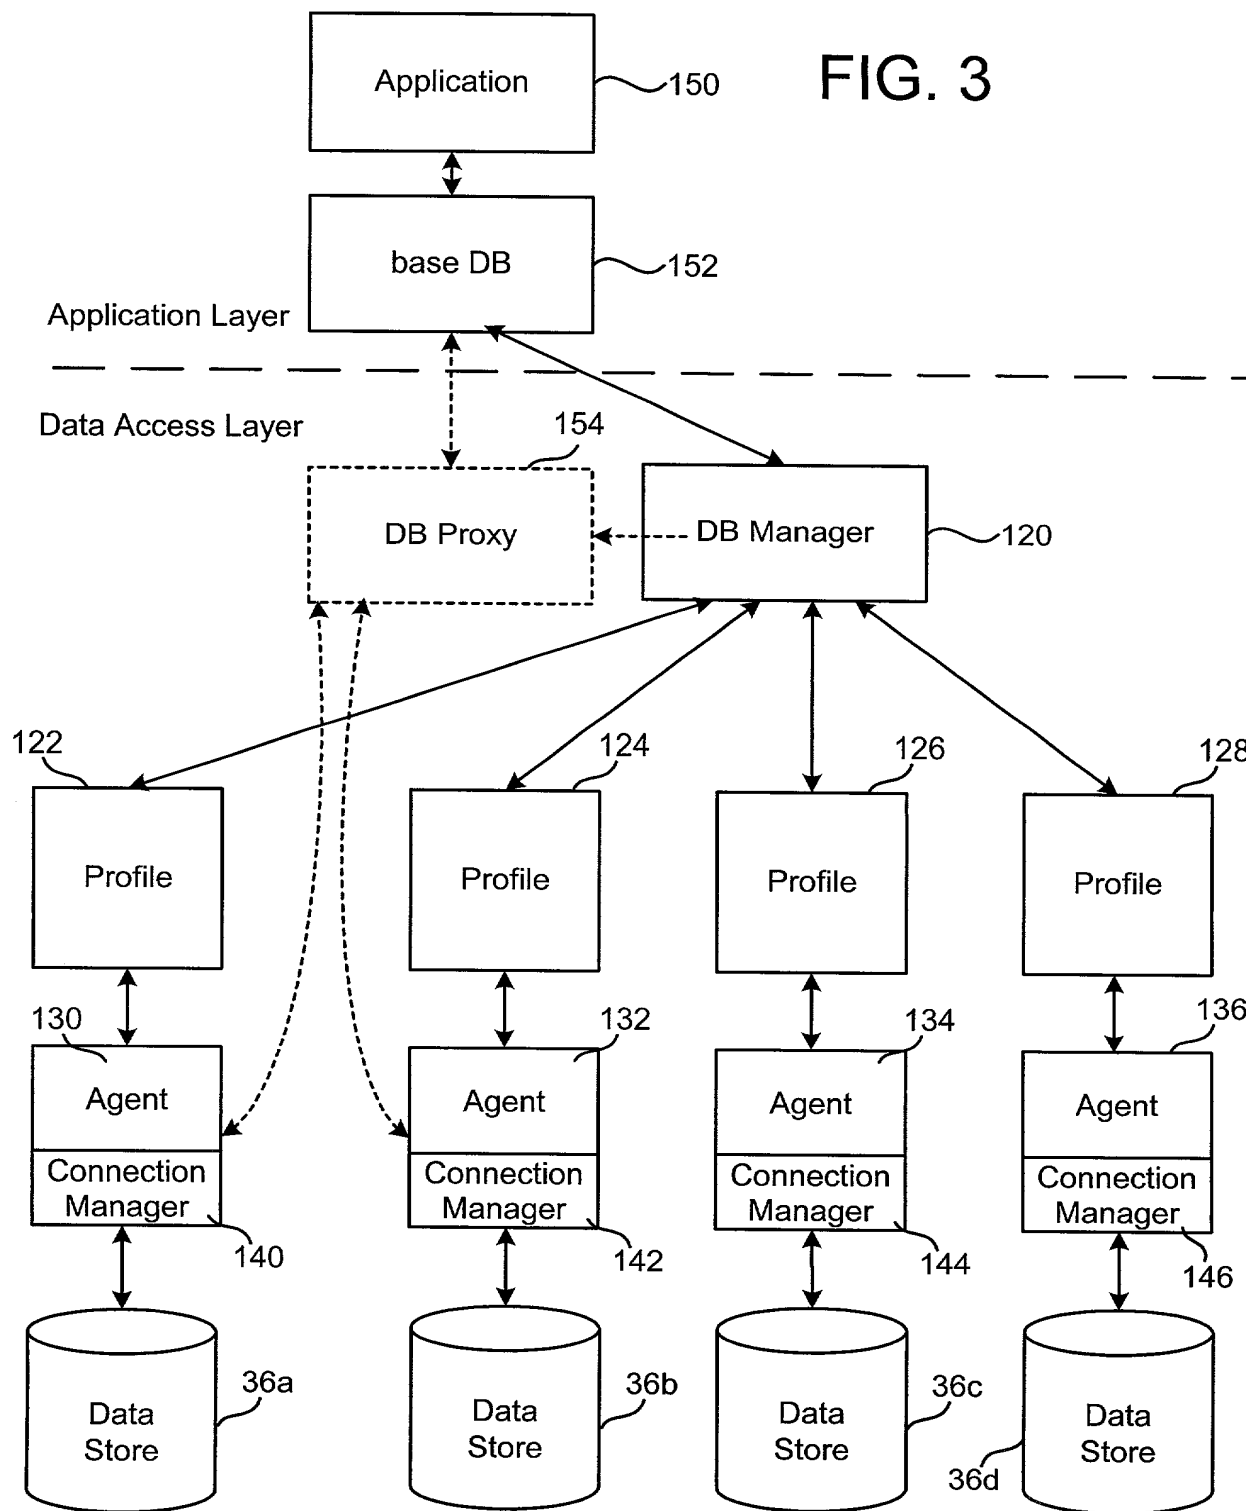 FIG. 3
Application
150
base DB
152
Application Layer
Data Access Layer
154
DB Proxy
DB Manager
120
122
124
126
128
Profile
Profile
Profile
Profile
130
132
134
136
Agent
Agent
Agent
Agent
Connection
Manager
Connection
Manager
Connection
Manager
Connection
Manager
140
142
144
146
36a
36b
36c
36d
Data
Store
Data
Store
Data
Store
Data
Store